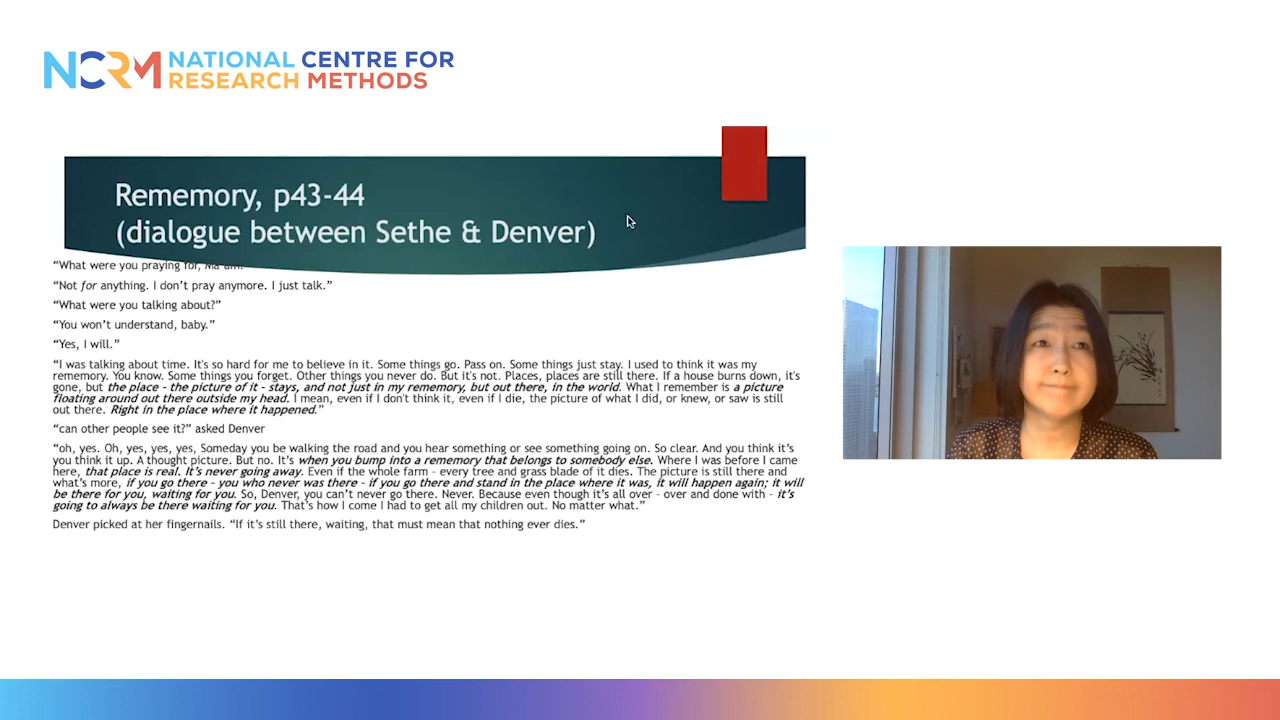 NCRM NATIONAL CENTRE FOR
RESEARCH METHODS
Rememory, p43-44
(dialogue between Sethe & Denver)
“What were you praying for, Ma’am?”
“Not for anything. I don’t pray anymore. I just talk.”
“What were you talking about?”
“You won’t understand, baby.”
“Yes, I will.”
“I was talking about time. It's so hard for me to believe in it. Some things go. Pass on. Some things just stay. I used to think it was my
rememory. You know. Some things you forget. Other things you never do. But it's not. Places, places are still there. If a house burns down, it's
gone, but the place – the picture of it – stays, and not just in my rememory, but out there, in the world. What I remember is a picture
floating around out there outside my head. I mean, even if I don't think it, even if I die, the picture of what I did, or knew, or saw is still
out there. Right in the place where it happened.”
“can other people see it?” asked Denver
“oh, yes. Oh, yes, yes, yes, Someday you be walking the road and you hear something or see something going on. So clear. And you think it’s
you think it up. A thought picture. But no. It’s when you bump into a rememory that belongs to somebody else. Where I was before I came
here, that place is real. It’s never going away. Even if the whole farm – every tree and grass blade of it dies. The picture is still there and
what’s more, if you go there – you who never was there – if you go there and stand in the place where it was, it will happen again; it will
be there for you, waiting for you. So, Denver, you can’t never go there. Never. Because even though it’s all over – over and done with – it’s
going to always be there waiting for you. That’s how I come I had to get all my children out. No matter what.”
Denver picked at her fingernails. “If it’s still there, waiting, that must mean that nothing ever dies.”